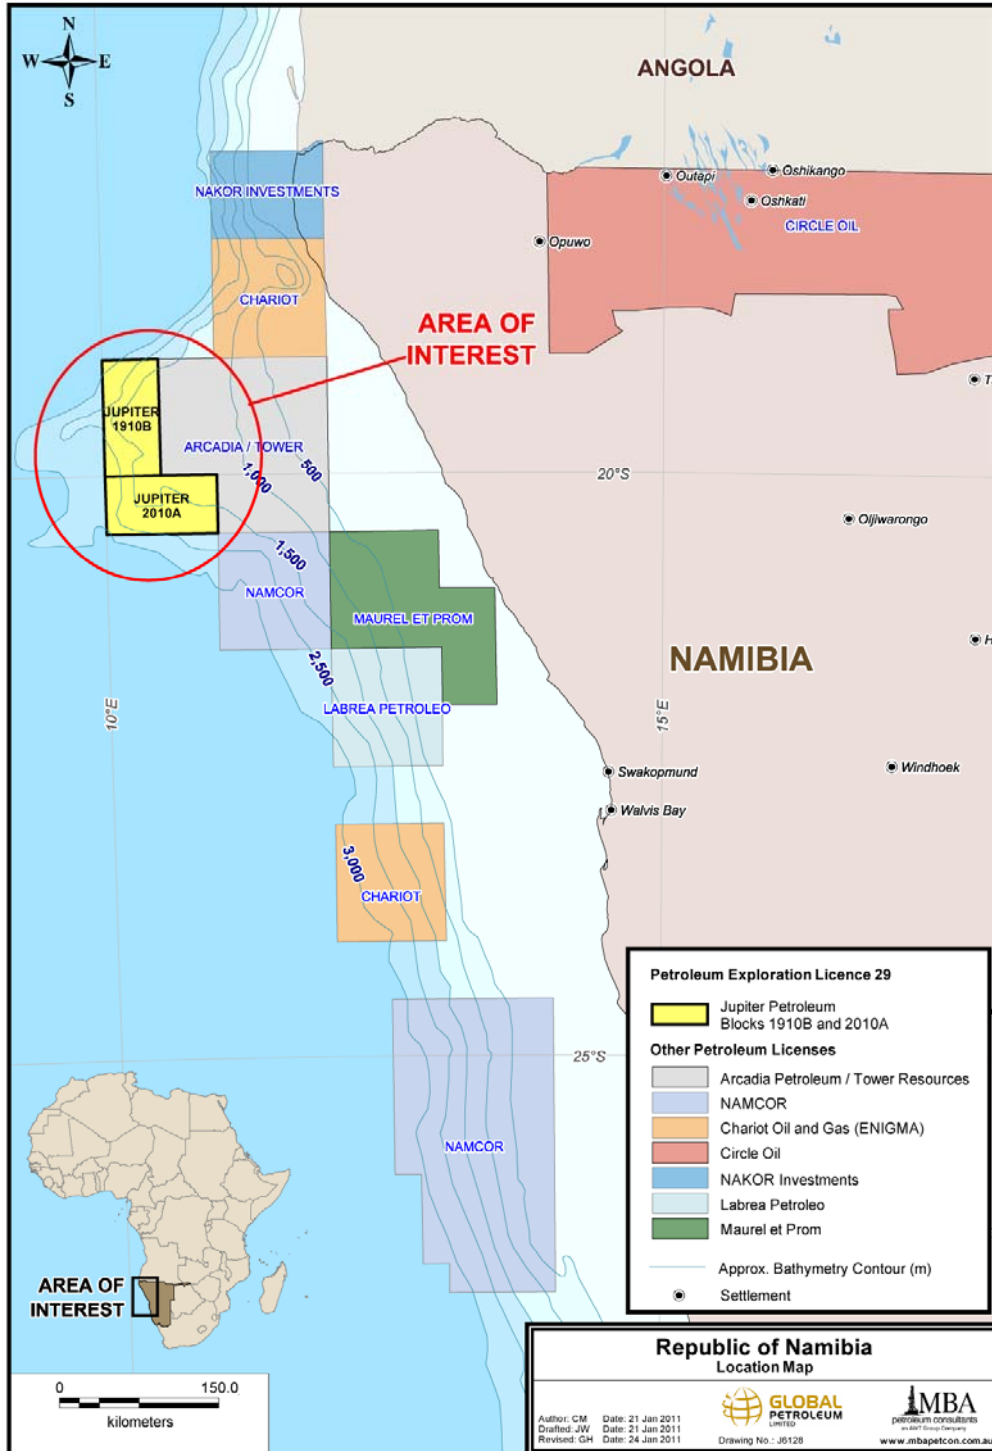 N
W E
S
ANGOLA
NAKOR INVESTMENTS
Outapi
Oshikango
Oshkati
CIRCLE OIL
Opuwo
CHARIOT
AREA OF
INTEREST
JUPITER
1910B
ARCADIA / TOWER
500
1,000
20°S
JUPITER
2010A
Oljiwarongo
1,500
NAMCOR
MAUREL ET PROM
NAMIBIA
2,500
LABREA PETROLEO
10°E
15°E
Swakopmund
Windhoek
Walvis Bay
3,000
CHARIOT
25°S
NAMCOR
Petroleum Exploration Licence 29
Jupiter Petroleum
Blocks 1910B and 2010A
Other Petroleum Licenses
Arcadia Petroleum / Tower Resources
NAMCOR
Chariot Oil and Gas (ENIGMA)
Circle Oil
NAKOR Investments
Labrea Petroleo
Maurel et Prom
Approx. Bathymetry Contour (m)
Settlement
AREA OF
INTEREST
0 150.0
kilometers
Republic of Namibia
Location Map
Author: CM Date: 21 Jan 2011
Drafted: JW Date: 21 Jan 2011
Revised: GH Date: 24 Jan 2011
GLOBAL
PETROLEUM
LIMITED
Drawing No.: J6128
MBA
petroleum consultants
an AWT Group Company
www.mbapetcon.com.au